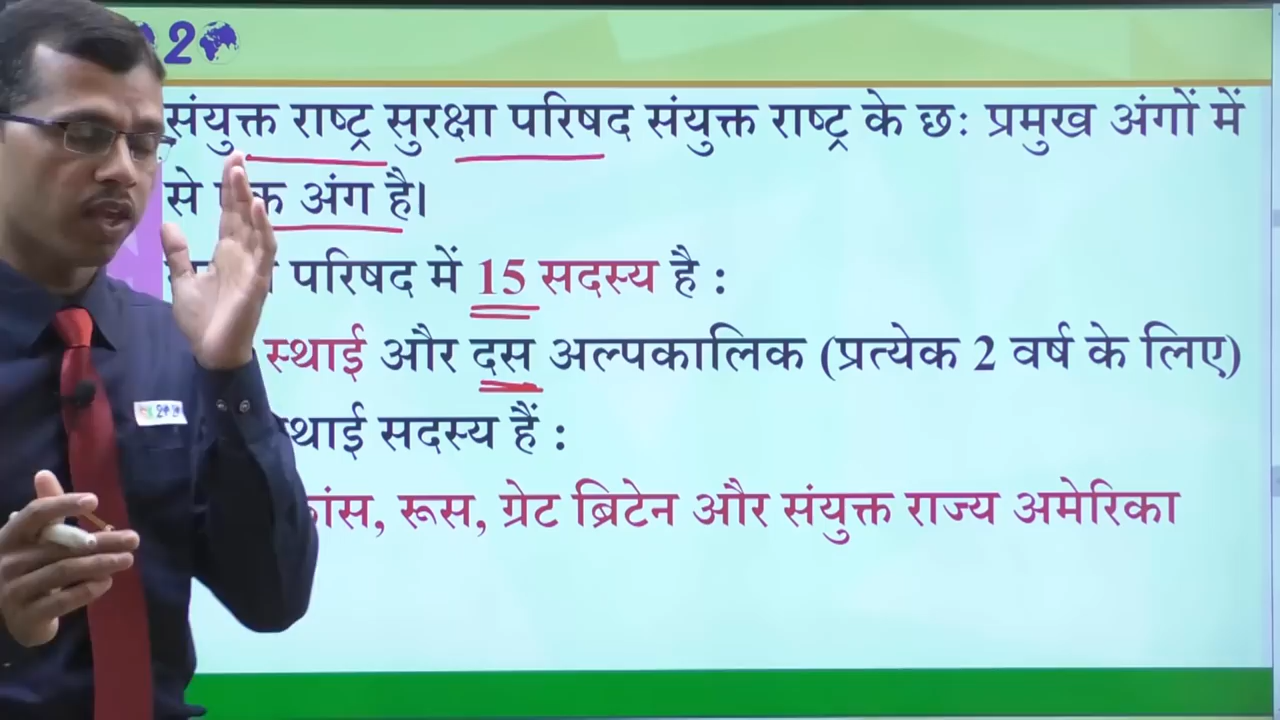 2
संयुक्त राष्ट्र सुरक्षा परिषद संयुक्त राष्ट्र के छः प्रमुख अंगों में
से अंग है।
परिषद में 15 सदस्य है :
स्थाई और दस अल्पकालिक (प्रत्येक 2 वर्ष के लिए)
सदस्य हैं :
रूस, ग्रेट ब्रिटेन और संयुक्त राज्य अमेरिका